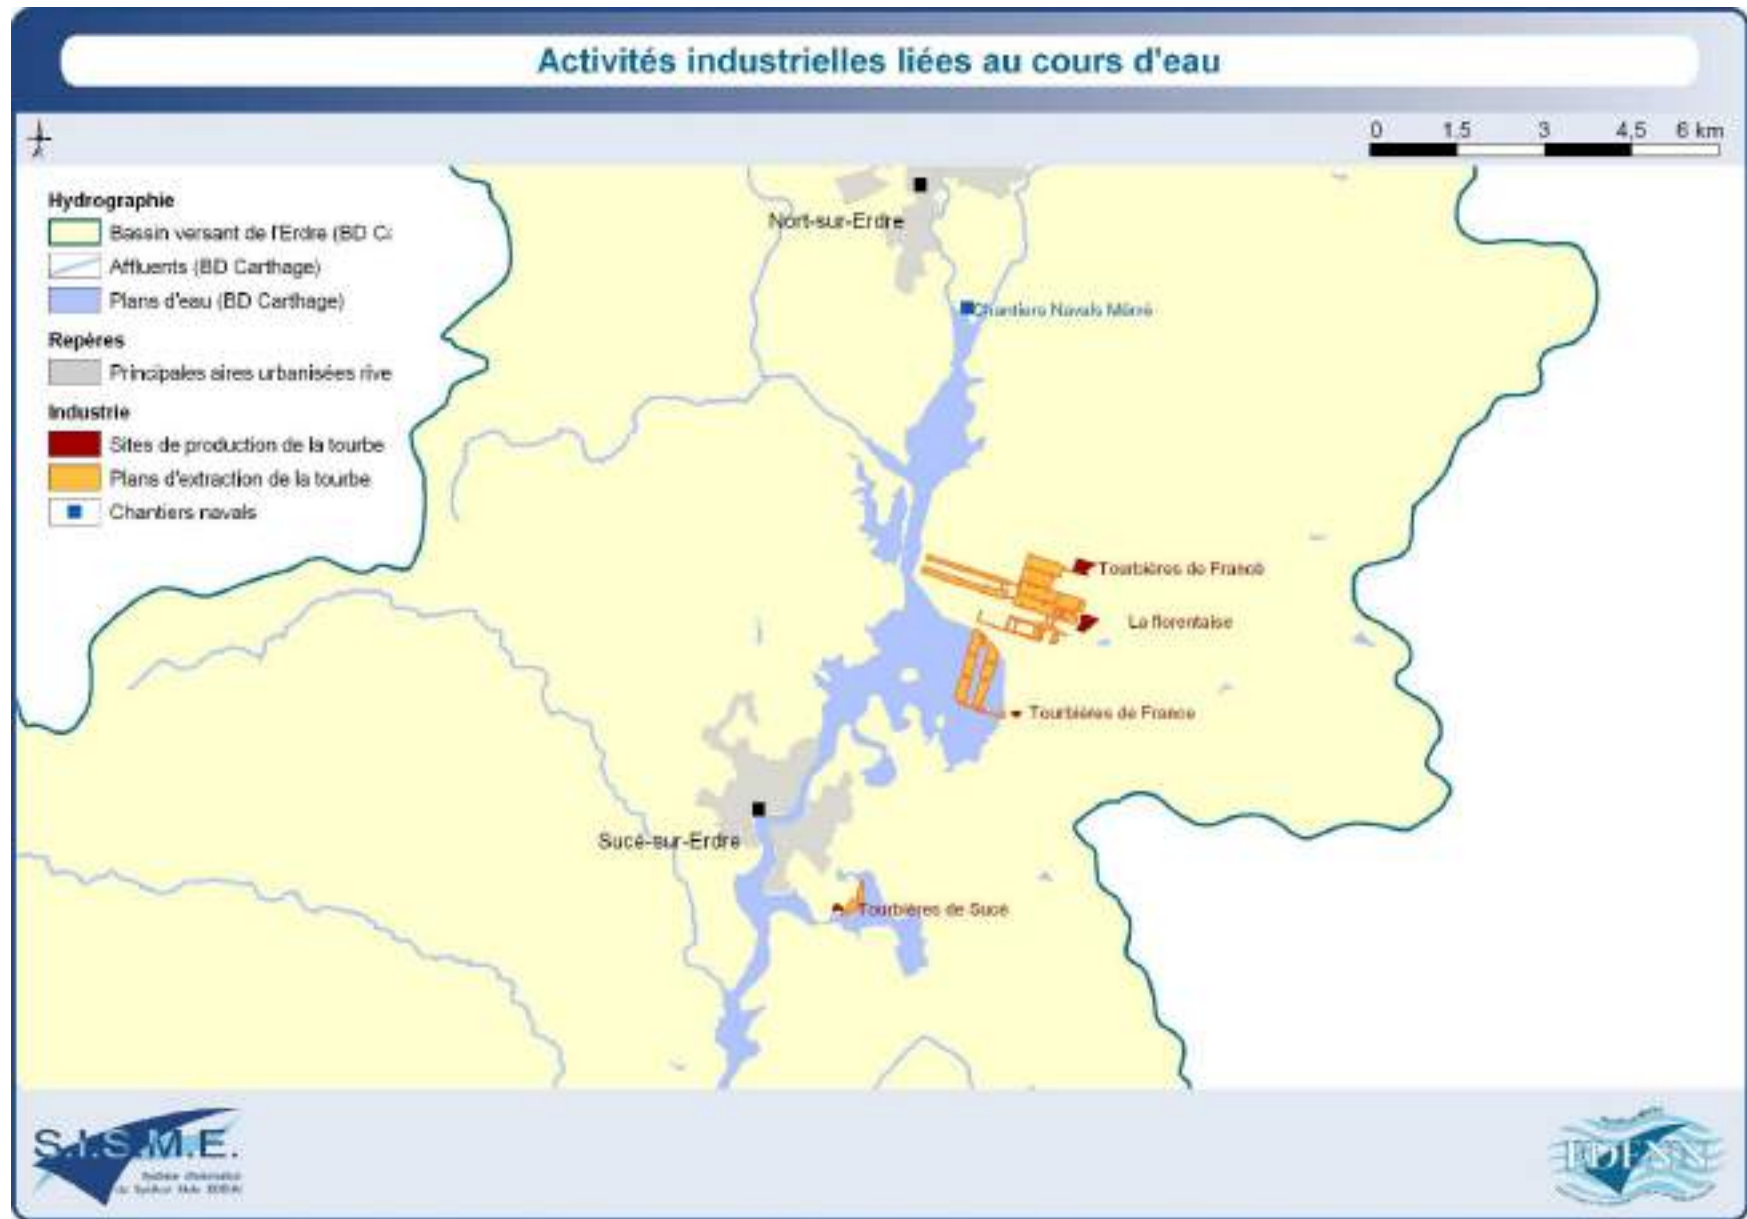 Activités industrielles liées au cours d'eau
0 1,5 3 4,5 6 km
Hydrographie
Bassin versant de l'Erdre (BD Ca
Affluents (BD Carthage)
Plans d'eau (BD Carthage)
Repères
Principales aires urbanisées rive
Industrie
Sites de production de la tourbe
Plans d'extraction de la tourbe
Chantiers navals
Nort-sur-Erdre
Chantiers Navals
Tourbières de France
La florentaise
Tourbières de France
Sucé-sur-Erdre
Tourbières de Sucé
S.I.S.M.E.
EDENN